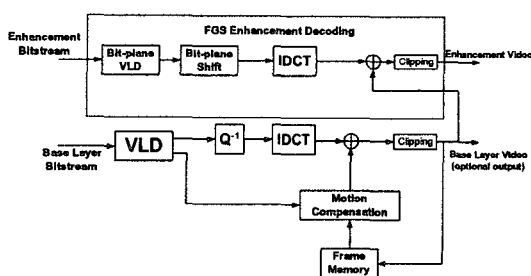 FGS Enhancement Decoding
Enhancement
Bitstream
Bit-plane
VLD
Bit-plane
Shift
IDCT
Clipping
Enhancement Video
Base Layer
Bitstream
VLD
Q⁻¹
IDCT
Clipping
Base Layer Video
(optional output)
Motion
Compensation
Frame
Memory